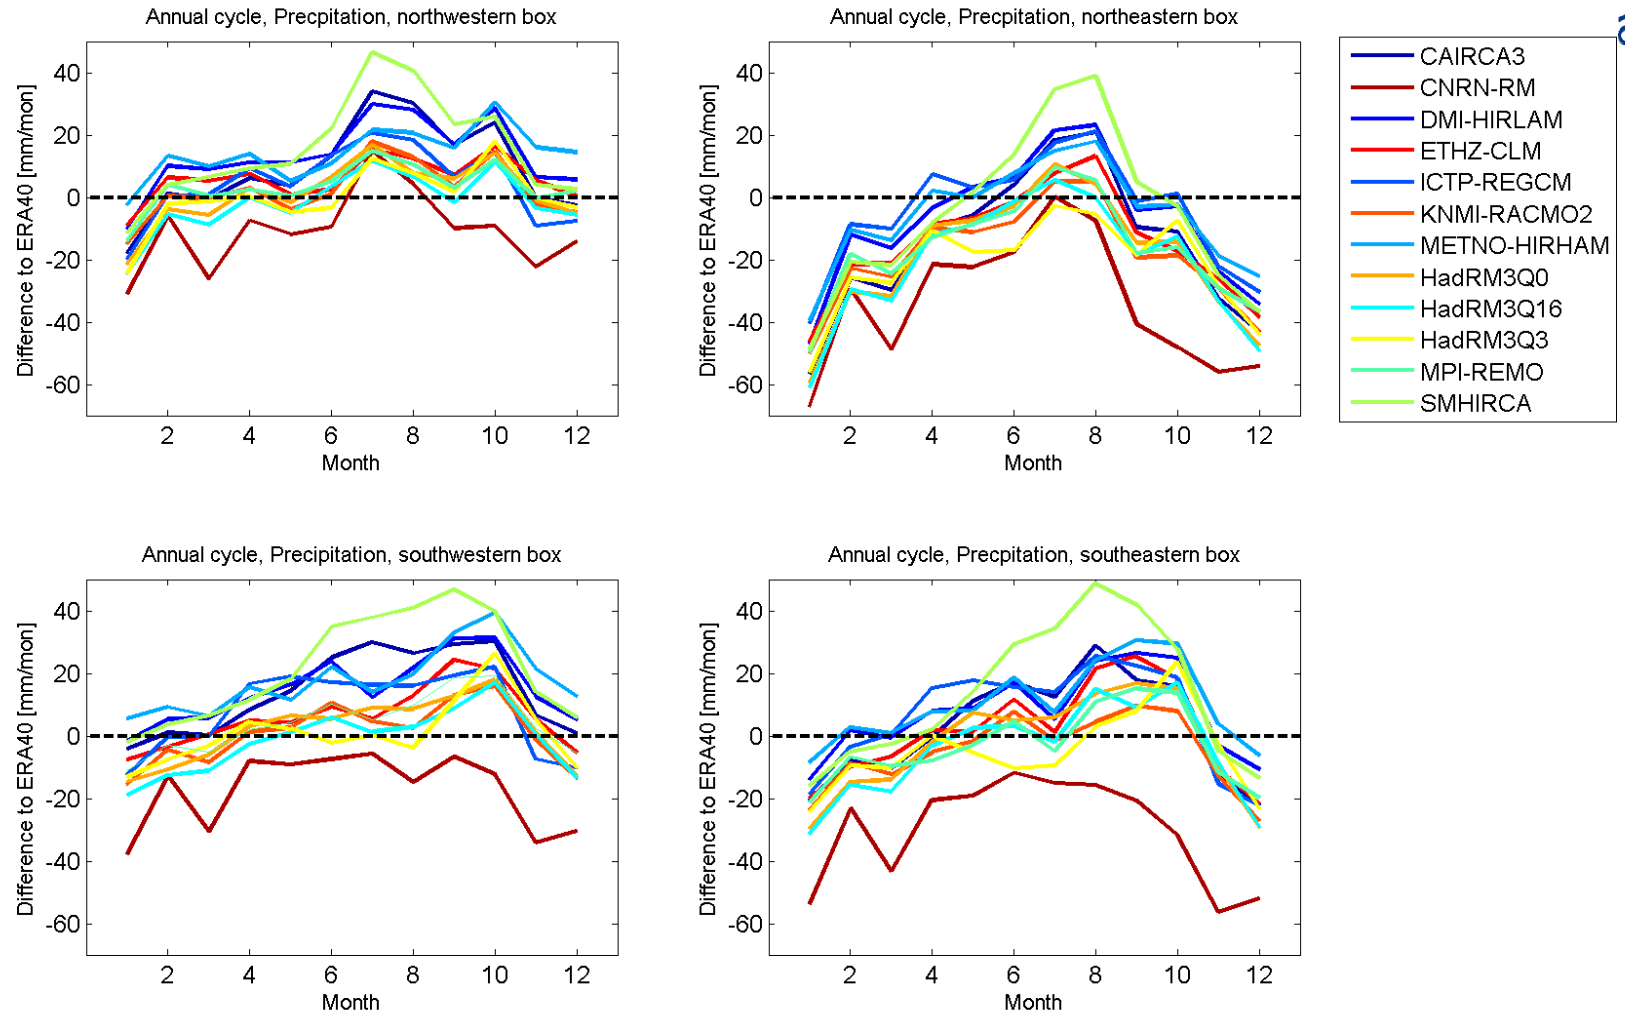 Annual cycle, Precpitation, northwestern box
Difference to ERA40 [mm/mon]
40
20
0
-20
-40
-60
2 4 6 8 10 12
Month
Annual cycle, Precpitation, northeastern box
Difference to ERA40 [mm/mon]
40
20
0
-20
-40
-60
2 4 6 8 10 12
Month
CAIRCA3
CNRN-RM
DMI-HIRLAM
ETHZ-CLM
ICTP-REGCM
KNMI-RACMO2
METNO-HIRHAM
HadRM3Q0
HadRM3Q16
HadRM3Q3
MPI-REMO
SMHIRCA
Annual cycle, Precpitation, southwestern box
Difference to ERA40 [mm/mon]
40
20
0
-20
-40
-60
2 4 6 8 10 12
Month
Annual cycle, Precpitation, southeastern box
Difference to ERA40 [mm/mon]
40
20
0
-20
-40
-60
2 4 6 8 10 12
Month